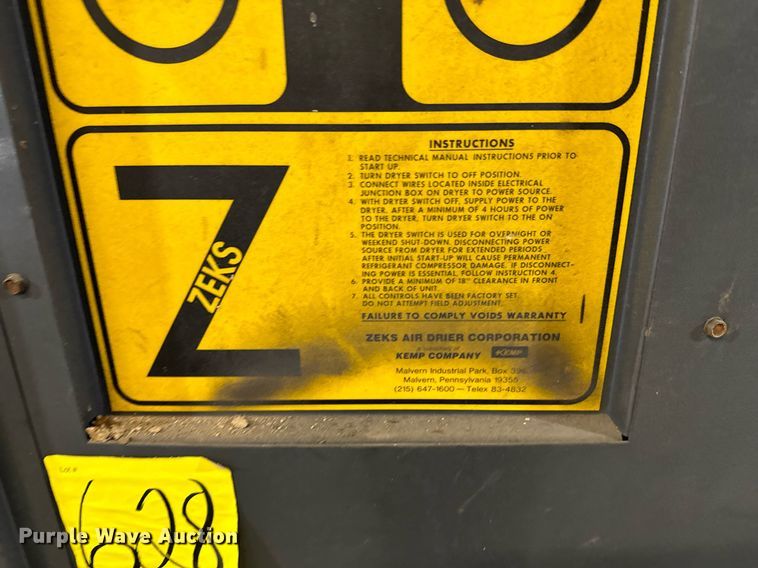 INSTRUCTIONS
1. READ TECHNICAL MANUAL INSTRUCTIONS PRIOR TO
START UP.
2. TURN DRYER SWITCH TO OFF POSITION.
3. CONNECT WIRES LOCATED INSIDE ELECTRICAL
JUNCTION BOX ON DRYER TO POWER SOURCE.
4. WITH DRYER SWITCH OFF, SUPPLY POWER TO THE
DRYER. AFTER A MINIMUM OF 4 HOURS OF POWER
TO THE DRYER, TURN DRYER SWITCH TO THE ON
POSITION.
5. THE DRYER SWITCH IS USED FOR OVERNIGHT OR
WEEKEND SHUT-DOWN. DISCONNECTING POWER
SOURCE FROM DRYER FOR EXTENDED PERIODS
AFTER INITIAL START-UP WILL CAUSE PERMANENT
REFRIGERANT COMPRESSOR DAMAGE. IF DISCONNECT-
ING POWER IS ESSENTIAL, FOLLOW INSTRUCTION 4.
6. PROVIDE A MINIMUM OF 18" CLEARANCE IN FRONT
AND BACK OF UNIT.
7. ALL CONTROLS HAVE BEEN FACTORY SET.
DO NOT ATTEMPT FIELD ADJUSTMENT.
FAILURE TO COMPLY VOIDS WARRANTY
Z
ZEKS
ZEKS AIR DRIER CORPORATION
KEMP COMPANY KEMP
Malvern Industrial Park, Box
Malvern, Pennsylvania 19355
(215) 647-1600 — Telex 83-4832
Lot #
628
Purple Wave Auction